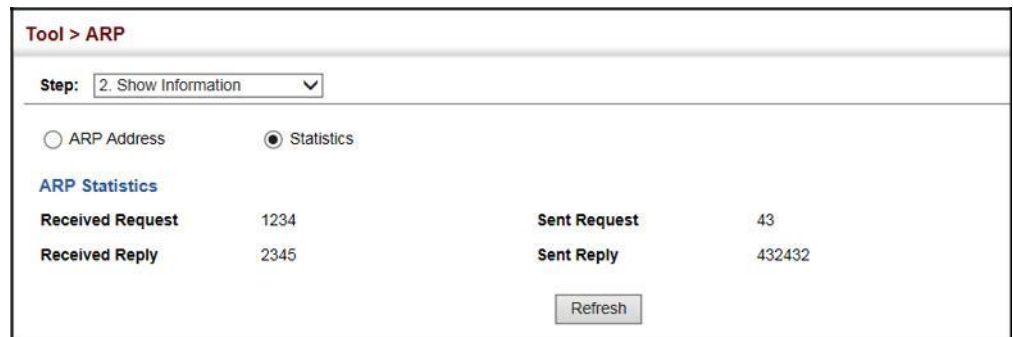 Tool > ARP
Step: 2. Show Information
ARP Address Statistics
ARP Statistics
Received Request 1234 Sent Request 43
Received Reply 2345 Sent Reply 432432
Refresh